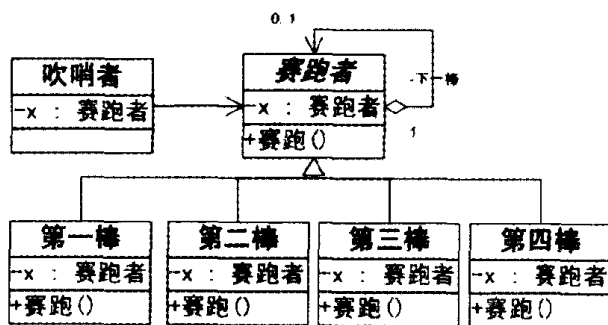 0..1
吹哨者
-x : 赛跑者
赛跑者
-x : 赛跑者
+赛跑()
-下一棒
1
第一棒
-x : 赛跑者
+赛跑()
第二棒
-x : 赛跑者
+赛跑()
第三棒
-x : 赛跑者
+赛跑()
第四棒
-x : 赛跑者
+赛跑()